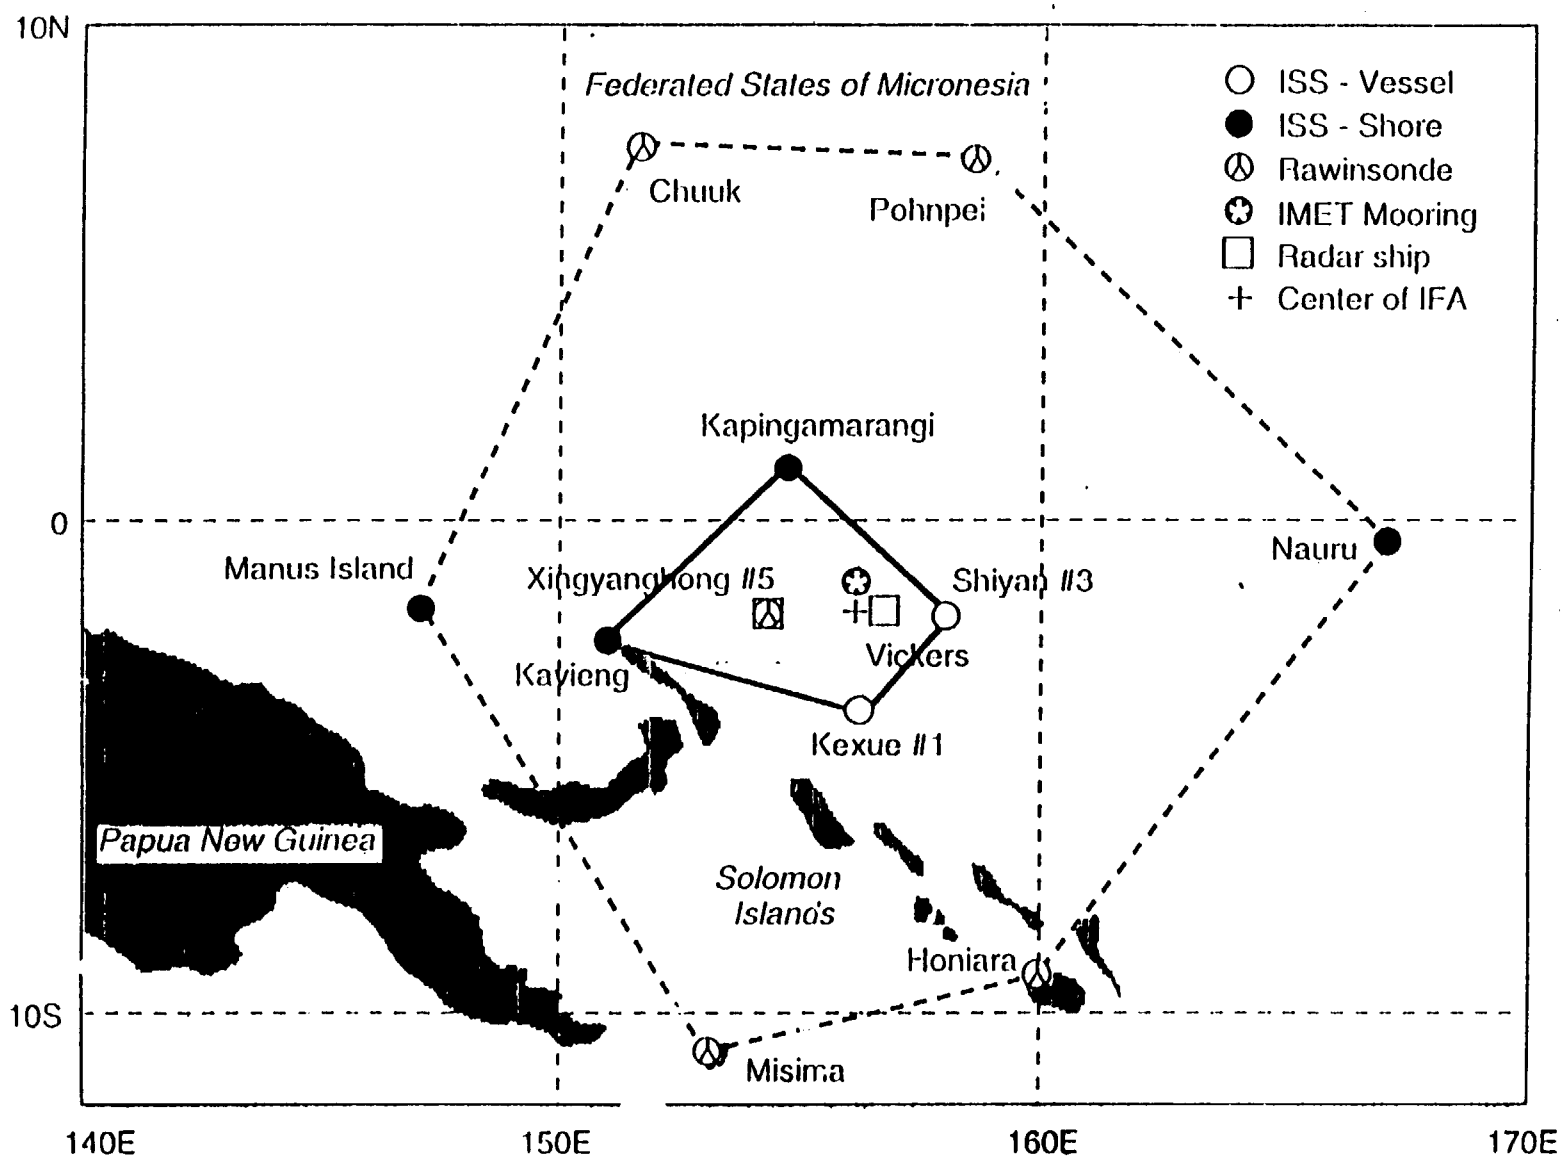 10N
Federated States of Micronesia
ISS - Vessel
ISS - Shore
Rawinsonde
IMET Mooring
Radar ship
Center of IFA
Chuuk
Pohnpei
Kapingamarangi
0
Nauru
Manus Island
Xingyanghong #5
Shiyan #3
Vickers
Kavieng
Kexue #1
Papua New Guinea
Solomon
Islands
Honiara
10S
Misima
140E
150E
160E
170E